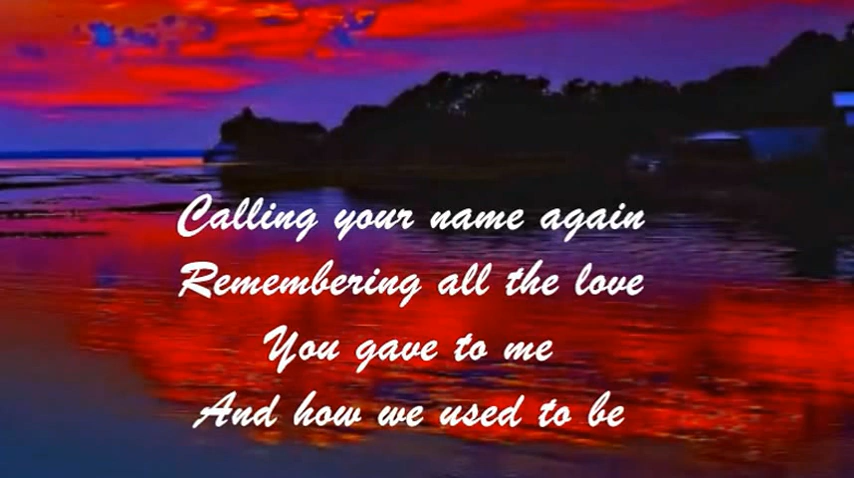 Calling your name again
Remembering all the love
You gave to me
And how we used to be